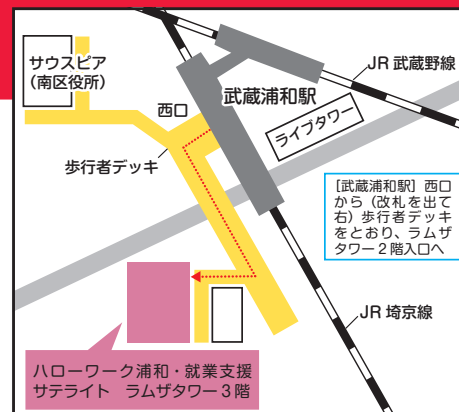 サウスピア
（南区役所）
JR 武蔵野線
西口
武蔵浦和駅
ライブタワー
歩行者デッキ
［武蔵浦和駅］西口
から（改札を出て
右）歩行者デッキ
をとおり、ラムザ
タワー2階入口へ
JR 埼京線
ハローワーク浦和・就業支援
サテライト　ラムザタワー3階